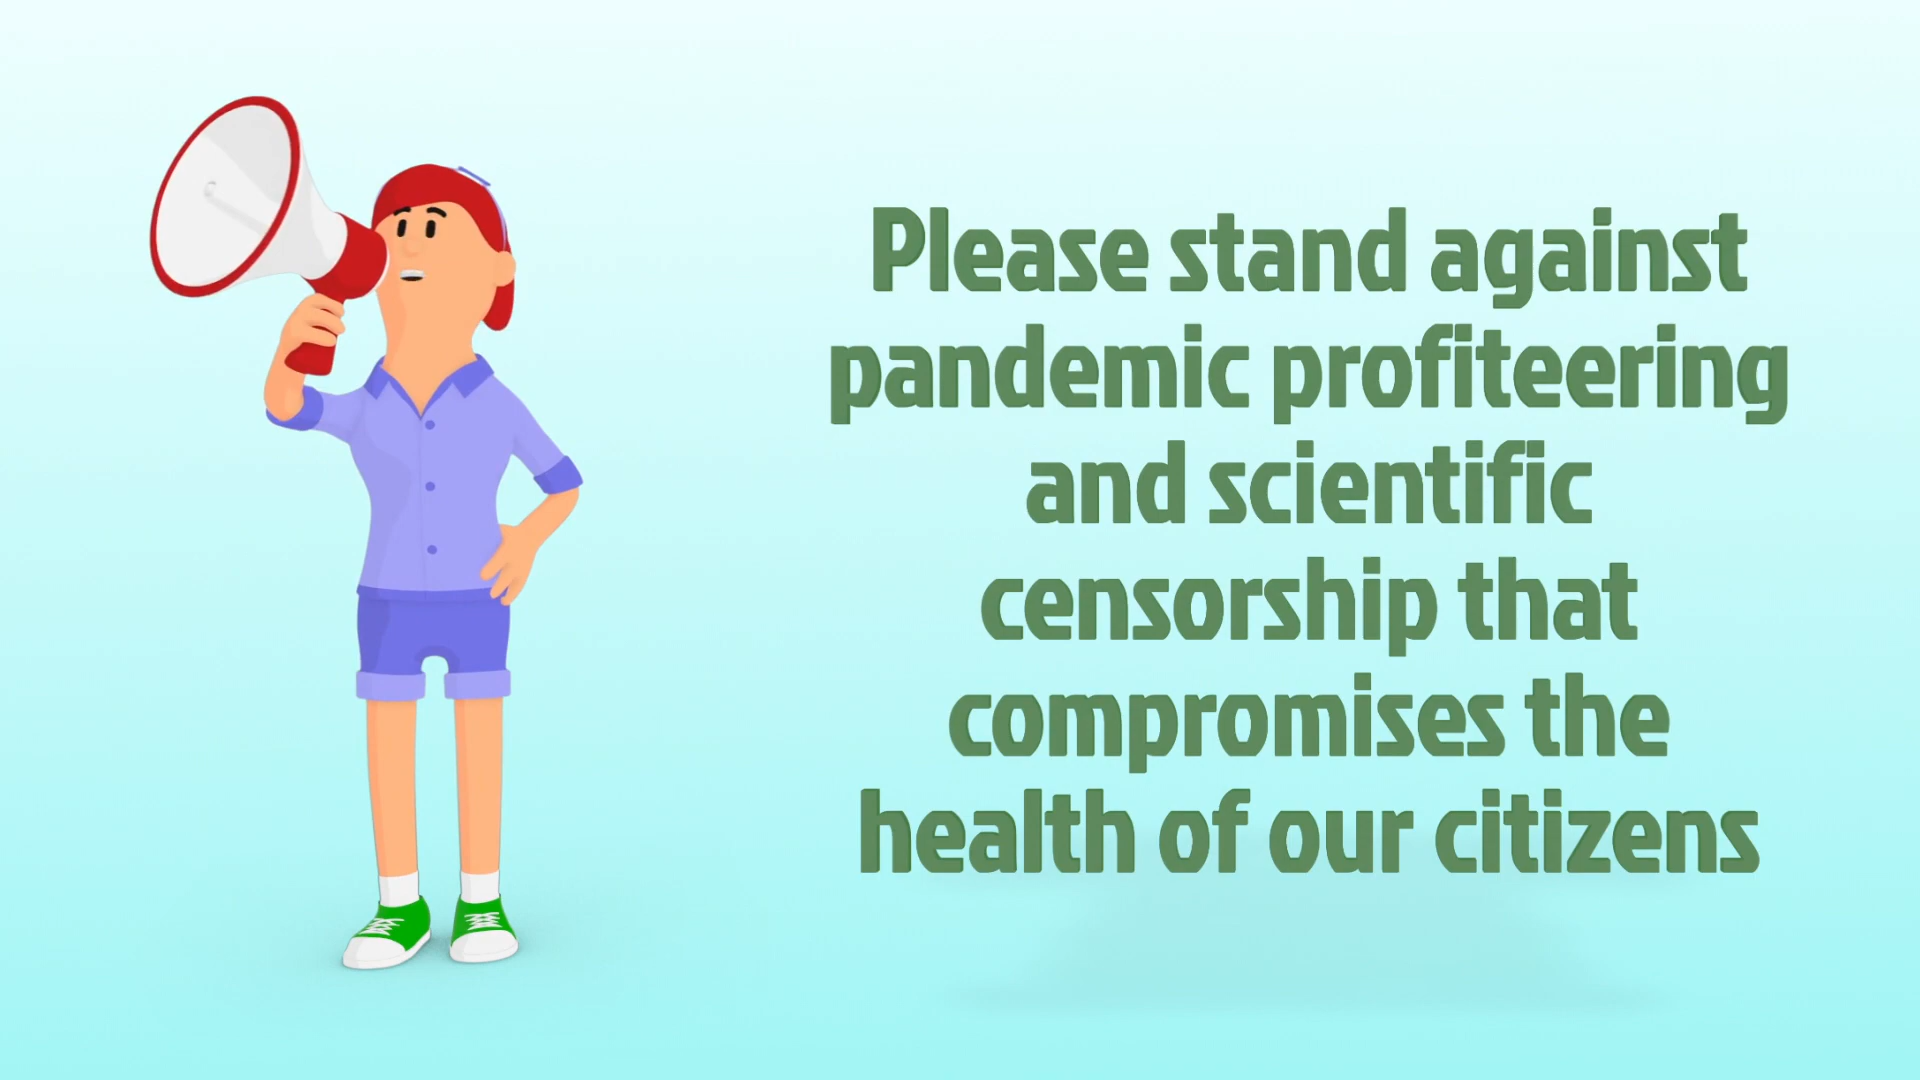 Please stand against
pandemic profiteering
and scientific
censorship that
compromises the
health of our citizens